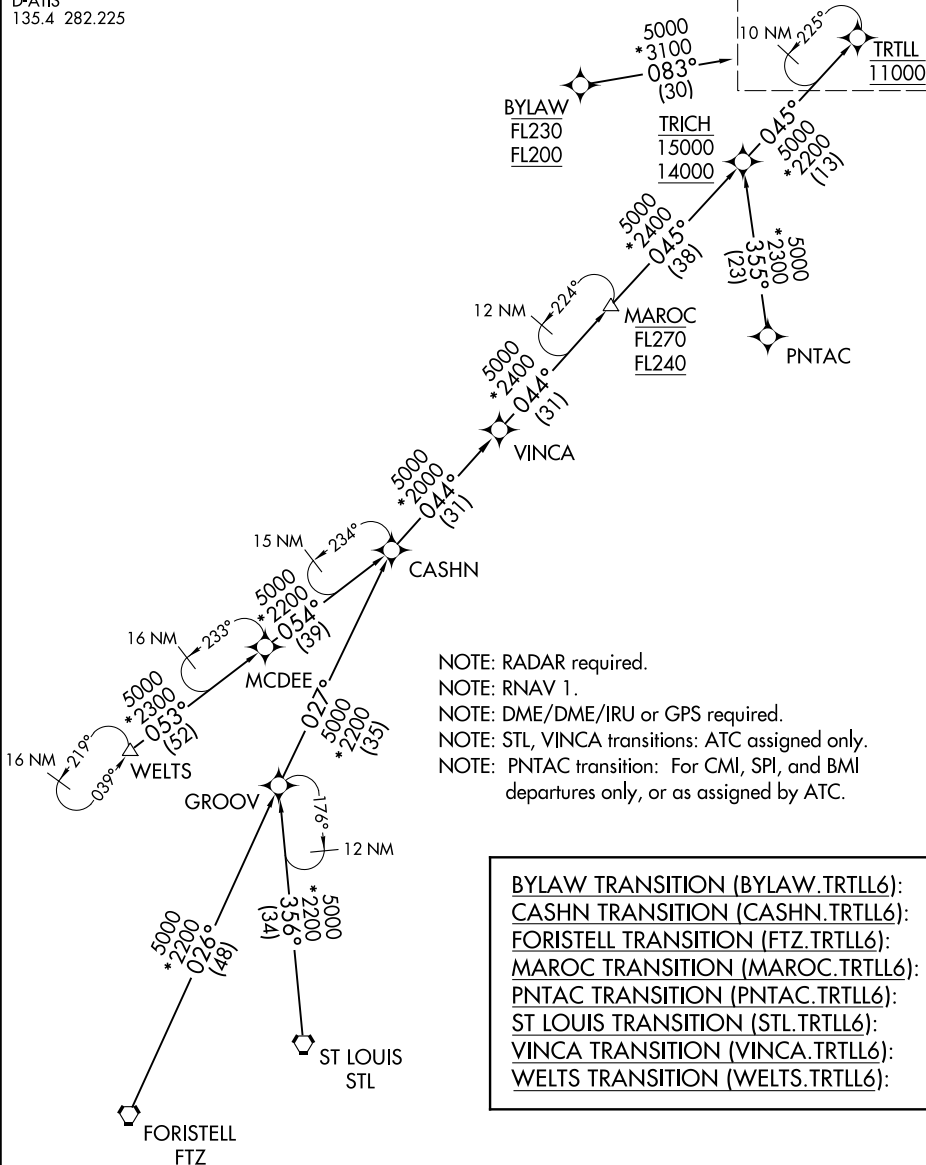 D-ATIS
135.4 282.225
5000
*3100
083°
(30)
10 NM
225°
TRTLL
11000
BYLAW
FL230
FL200
TRICH
15000
14000
045°
5000
*2200
(13)
5000
*2400
045°
(38)
5000
*2300
355°
(23)
PNTAC
12 NM
224°
MAROC
FL270
FL240
5000
*2400
044°
(31)
VINCA
5000
*2000
044°
(31)
15 NM
234°
CASHN
5000
*2200
054°
(39)
16 NM
233°
MCDEE
5000
*2300
053°
(52)
16 NM
219°
039°
WELTS
027°
5000
*2200
(35)
GROOV
176°
12 NM
5000
*2200
356°
(34)
5000
*2200
026°
(48)
ST LOUIS
STL
FORISTELL
FTZ
NOTE: RADAR required.
NOTE: RNAV 1.
NOTE: DME/DME/IRU or GPS required.
NOTE: STL, VINCA transitions: ATC assigned only.
NOTE: PNTAC transition: For CMI, SPI, and BMI
departures only, or as assigned by ATC.
BYLAW TRANSITION (BYLAW.TRTLL6):
CASHN TRANSITION (CASHN.TRTLL6):
FORISTELL TRANSITION (FTZ.TRTLL6):
MAROC TRANSITION (MAROC.TRTLL6):
PNTAC TRANSITION (PNTAC.TRTLL6):
ST LOUIS TRANSITION (STL.TRTLL6):
VINCA TRANSITION (VINCA.TRTLL6):
WELTS TRANSITION (WELTS.TRTLL6):